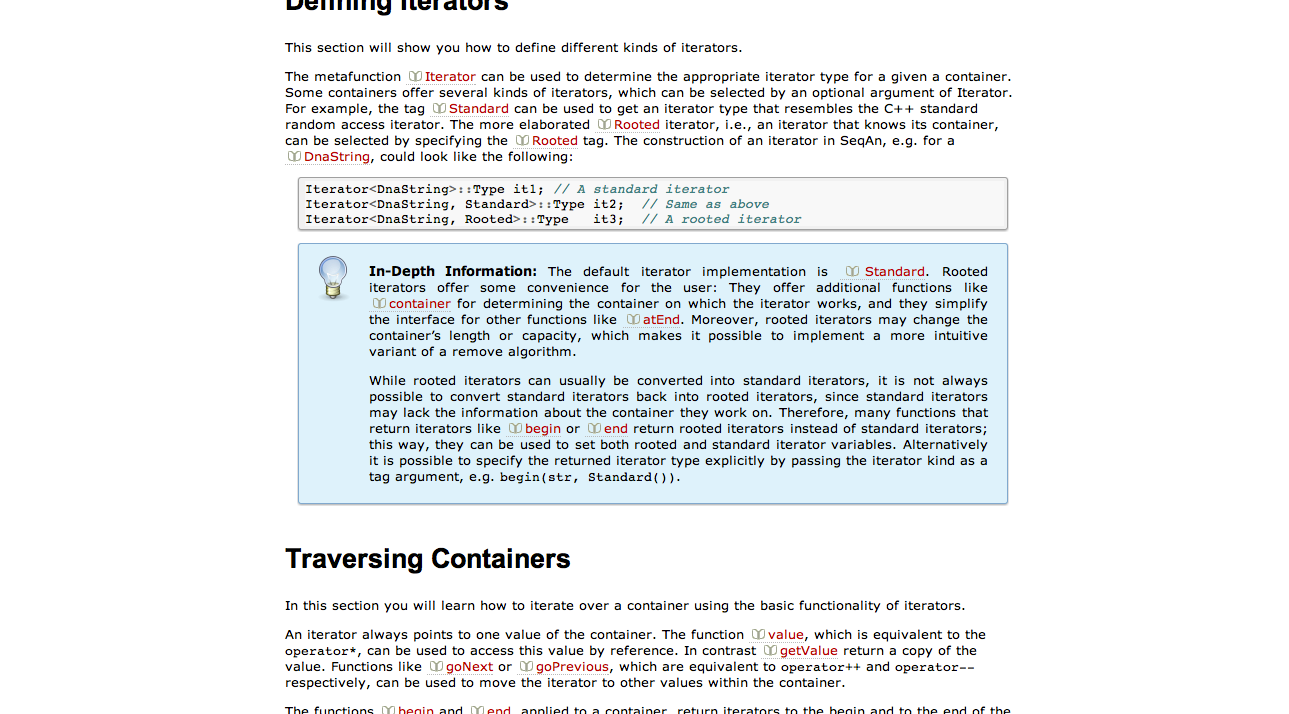 Defining Iterators
This section will show you how to define different kinds of iterators.
The metafunction Iterator can be used to determine the appropriate iterator type for a given a container.
Some containers offer several kinds of iterators, which can be selected by an optional argument of Iterator.
For example, the tag Standard can be used to get an iterator type that resembles the C++ standard
random access iterator. The more elaborated Rooted iterator, i.e., an iterator that knows its container,
can be selected by specifying the Rooted tag. The construction of an iterator in SeqAn, e.g. for a
DnaString, could look like the following:
Iterator<DnaString>::Type it1; // A standard iterator
Iterator<DnaString, Standard>::Type it2;  // Same as above
Iterator<DnaString, Rooted>::Type   it3;  // A rooted iterator
In-Depth Information: The default iterator implementation is Standard. Rooted
iterators offer some convenience for the user: They offer additional functions like
container for determining the container on which the iterator works, and they simplify
the interface for other functions like atEnd. Moreover, rooted iterators may change the
container's length or capacity, which makes it possible to implement a more intuitive
variant of a remove algorithm.
While rooted iterators can usually be converted into standard iterators, it is not always
possible to convert standard iterators back into rooted iterators, since standard iterators
may lack the information about the container they work on. Therefore, many functions that
return iterators like begin or end return rooted iterators instead of standard iterators;
this way, they can be used to set both rooted and standard iterator variables. Alternatively
it is possible to specify the returned iterator type explicitly by passing the iterator kind as a
tag argument, e.g. begin(str, Standard()).
Traversing Containers
In this section you will learn how to iterate over a container using the basic functionality of iterators.
An iterator always points to one value of the container. The function value, which is equivalent to the
operator*, can be used to access this value by reference. In contrast getValue return a copy of the
value. Functions like goNext or goPrevious, which are equivalent to operator++ and operator--
respectively, can be used to move the iterator to other values within the container.
The functions begin and end, applied to a container, return iterators to the begin and to the end of the